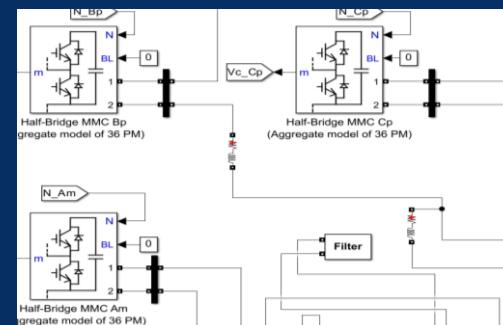 N_Bp
N_Cp
N
BL
0
m
1
2
Half-Bridge MMC Bp
gregate model of 36 PM)
Vc_Cp
N
BL
0
m
1
2
Half-Bridge MMC Cp
(Aggregate model of 36 PM)
N_Am
N
BL
0
m
1
2
Half-Bridge MMC Am
gregate model of 36 PM)
Filter